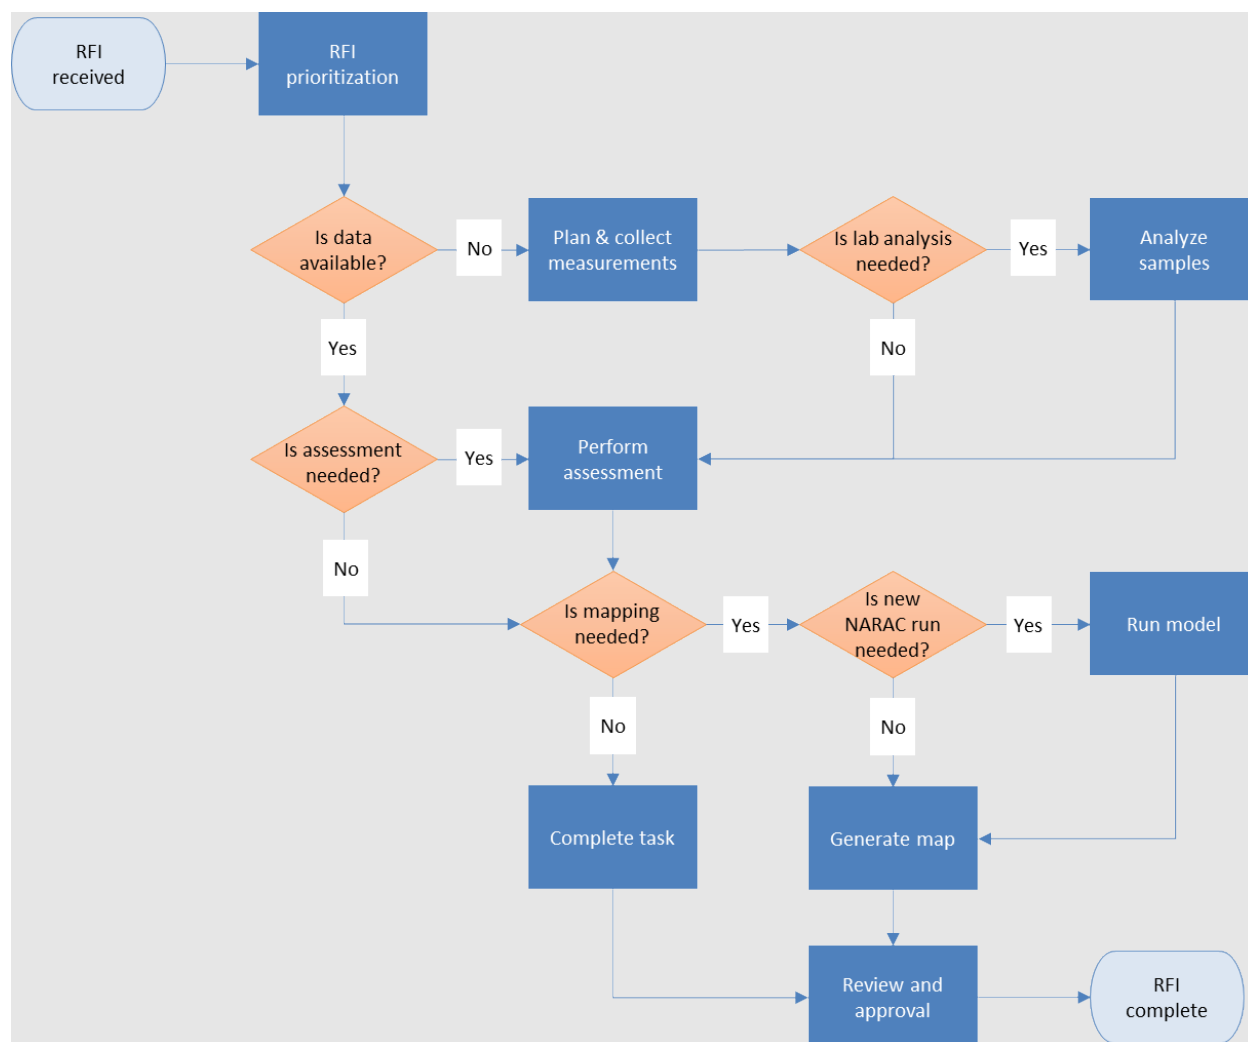 RFI
received
RFI
prioritization
Is data
available?
No
Plan & collect
measurements
Is lab analysis
needed?
Yes
Analyze
samples
Yes
No
Is assessment
needed?
Yes
Perform
assessment
No
Is mapping
needed?
Yes
Is new
NARAC run
needed?
Yes
Run model
No
No
Complete task
Generate map
Review and
approval
RFI
complete